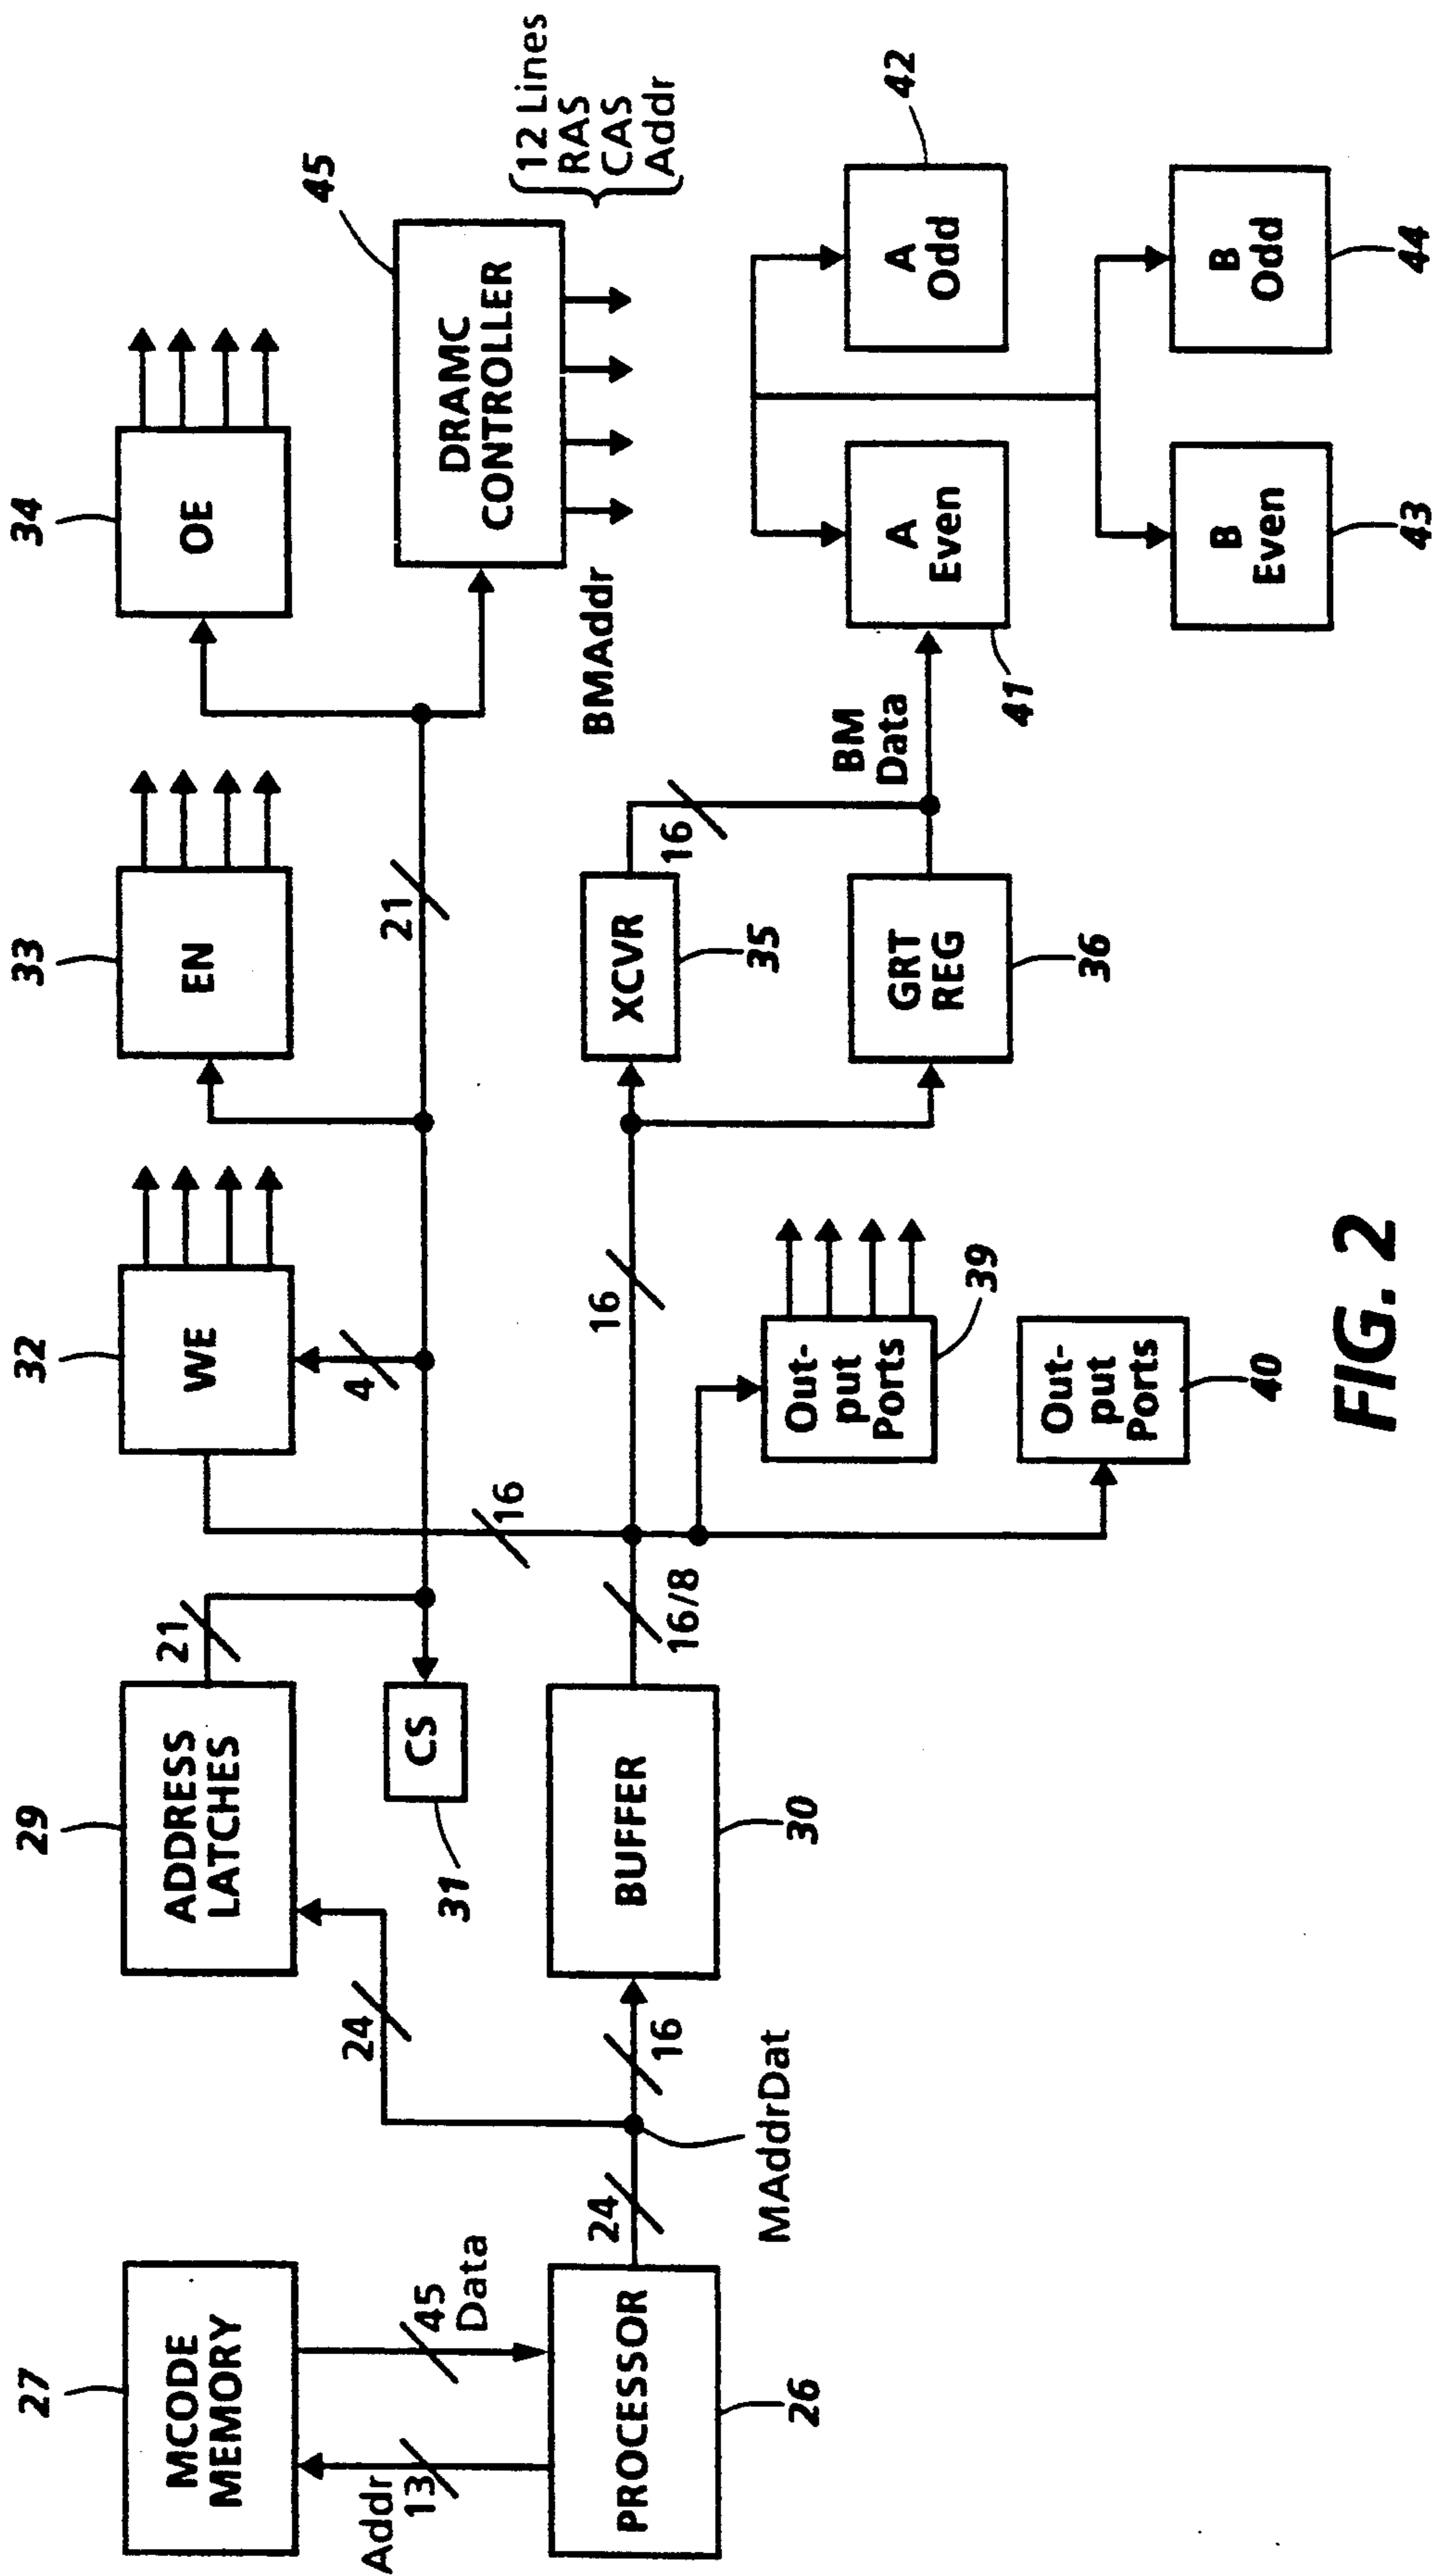 27
MCODE
MEMORY
Addr
13
45
Data
PROCESSOR
26
24
MAddrDat
24
16
29
ADDRESS
LATCHES
21
CS
31
BUFFER
30
16/8
16
32
WE
4
33
EN
21
34
OE
45
DRAMC
CONTROLLER
12 Lines
RAS
CAS
Addr
BMAddr
16
XCVR
35
16
GRT
REG
36
BM
Data
Out-
put
Ports
39
Out-
put
Ports
40
A
Even
41
A
Odd
42
B
Even
43
B
Odd
44
FIG. 2